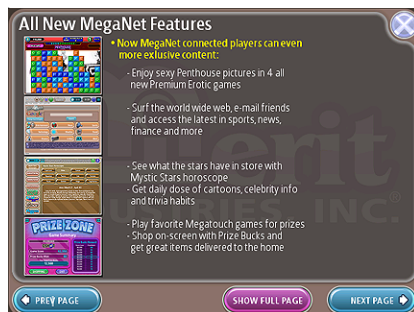 All New MegaNet Features
• Now MegaNet connected players can even
more exlusive content:
- Enjoy sexy Penthouse pictures in 4 all
new Premium Erotic games
- Surf the world wide web, e-mail friends
and access the latest in sports, news,
finance and more
- See what the stars have in store with
Mystic Stars horoscope
- Get daily dose of cartoons, celebrity info
and trivia habits
- Play favorite Megatouch games for prizes
- Shop on-screen with Prize Bucks and
get great items delivered to the home
PRIZE ZONE
INDUSTRIES, INC.
PREV PAGE
SHOW FULL PAGE
NEXT PAGE